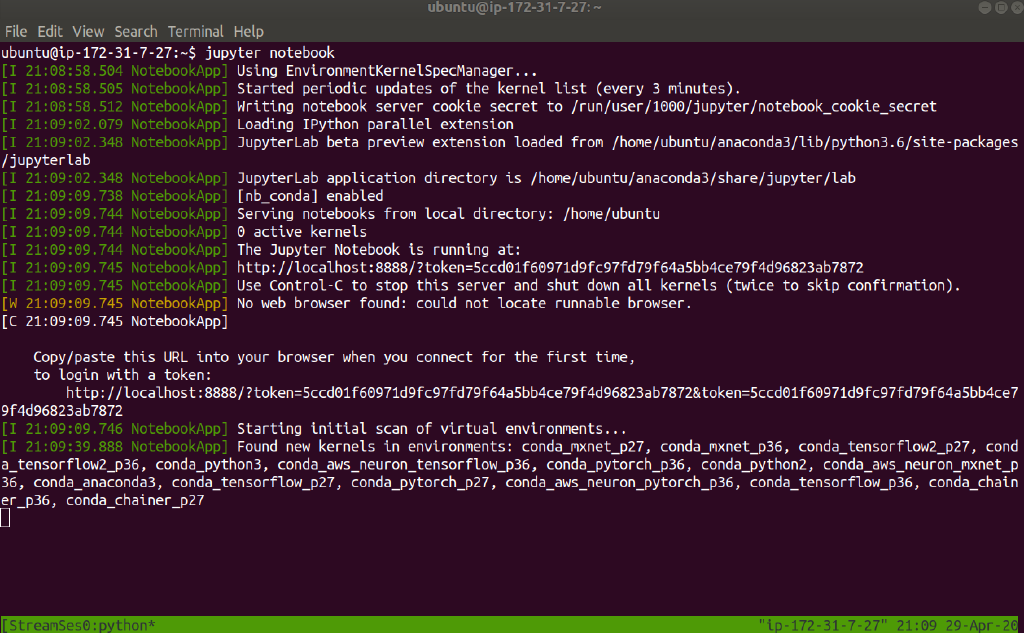 ubuntu@ip-172-31-7-27: ~
File Edit View Search Terminal Help
ubuntu@ip-172-31-7-27:~$ jupyter notebook
[I 21:08:58.504 NotebookApp] Using EnvironmentKernelSpecManager...
[I 21:08:58.505 NotebookApp] Started periodic updates of the kernel list (every 3 minutes).
[I 21:08:58.512 NotebookApp] Writing notebook server cookie secret to /run/user/1000/jupyter/notebook_cookie_secret
[I 21:09:02.079 NotebookApp] Loading IPython parallel extension
[I 21:09:02.348 NotebookApp] JupyterLab beta preview extension loaded from /home/ubuntu/anaconda3/lib/python3.6/site-packages
/jupyterlab
[I 21:09:02.348 NotebookApp] JupyterLab application directory is /home/ubuntu/anaconda3/share/jupyter/lab
[I 21:09:09.738 NotebookApp] [nb_conda] enabled
[I 21:09:09.744 NotebookApp] Serving notebooks from local directory: /home/ubuntu
[I 21:09:09.744 NotebookApp] 0 active kernels
[I 21:09:09.744 NotebookApp] The Jupyter Notebook is running at:
[I 21:09:09.745 NotebookApp] http://localhost:8888/?token=5ccd01f60971d9fc97fd79f64a5bb4ce79f4d96823ab7872
[I 21:09:09.745 NotebookApp] Use Control-C to stop this server and shut down all kernels (twice to skip confirmation).
[W 21:09:09.745 NotebookApp] No web browser found: could not locate runnable browser.
[C 21:09:09.745 NotebookApp]
Copy/paste this URL into your browser when you connect for the first time,
to login with a token:
http://localhost:8888/?token=5ccd01f60971d9fc97fd79f64a5bb4ce79f4d96823ab7872&token=5ccd01f60971d9fc97fd79f64a5bb4ce7
9f4d96823ab7872
[I 21:09:09.746 NotebookApp] Starting initial scan of virtual environments...
[I 21:09:39.888 NotebookApp] Found new kernels in environments: conda_mxnet_p27, conda_mxnet_p36, conda_tensorflow2_p27, cond
a_tensorflow2_p36, conda_python3, conda_aws_neuron_tensorflow_p36, conda_pytorch_p36, conda_python2, conda_aws_neuron_mxnet_p
36, conda_anaconda3, conda_tensorflow_p27, conda_pytorch_p27, conda_aws_neuron_pytorch_p36, conda_tensorflow_p36, conda_chain
er_p36, conda_chainer_p27
[StreamSes0:python* "ip-172-31-7-27" 21:09 29-Apr-20